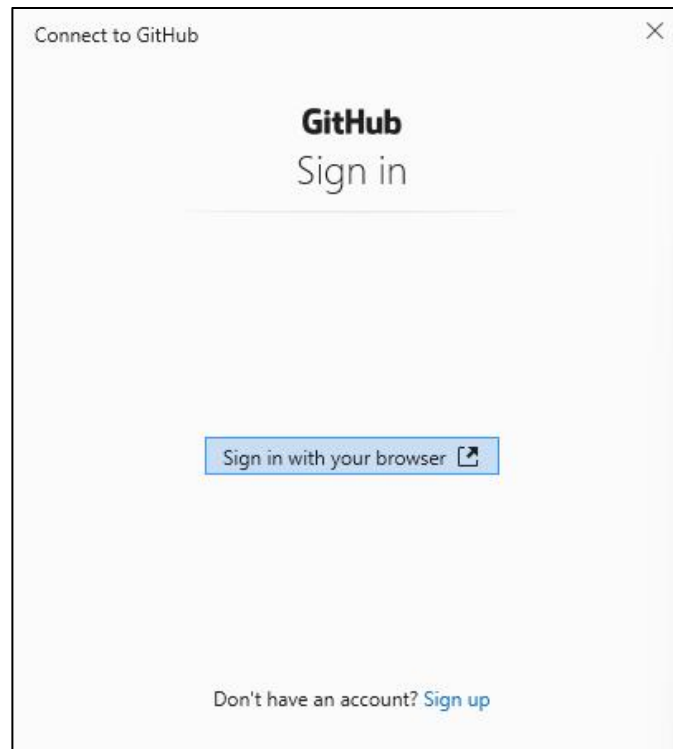 Connect to GitHub
GitHub
Sign in
Sign in with your browser
Don't have an account? Sign up